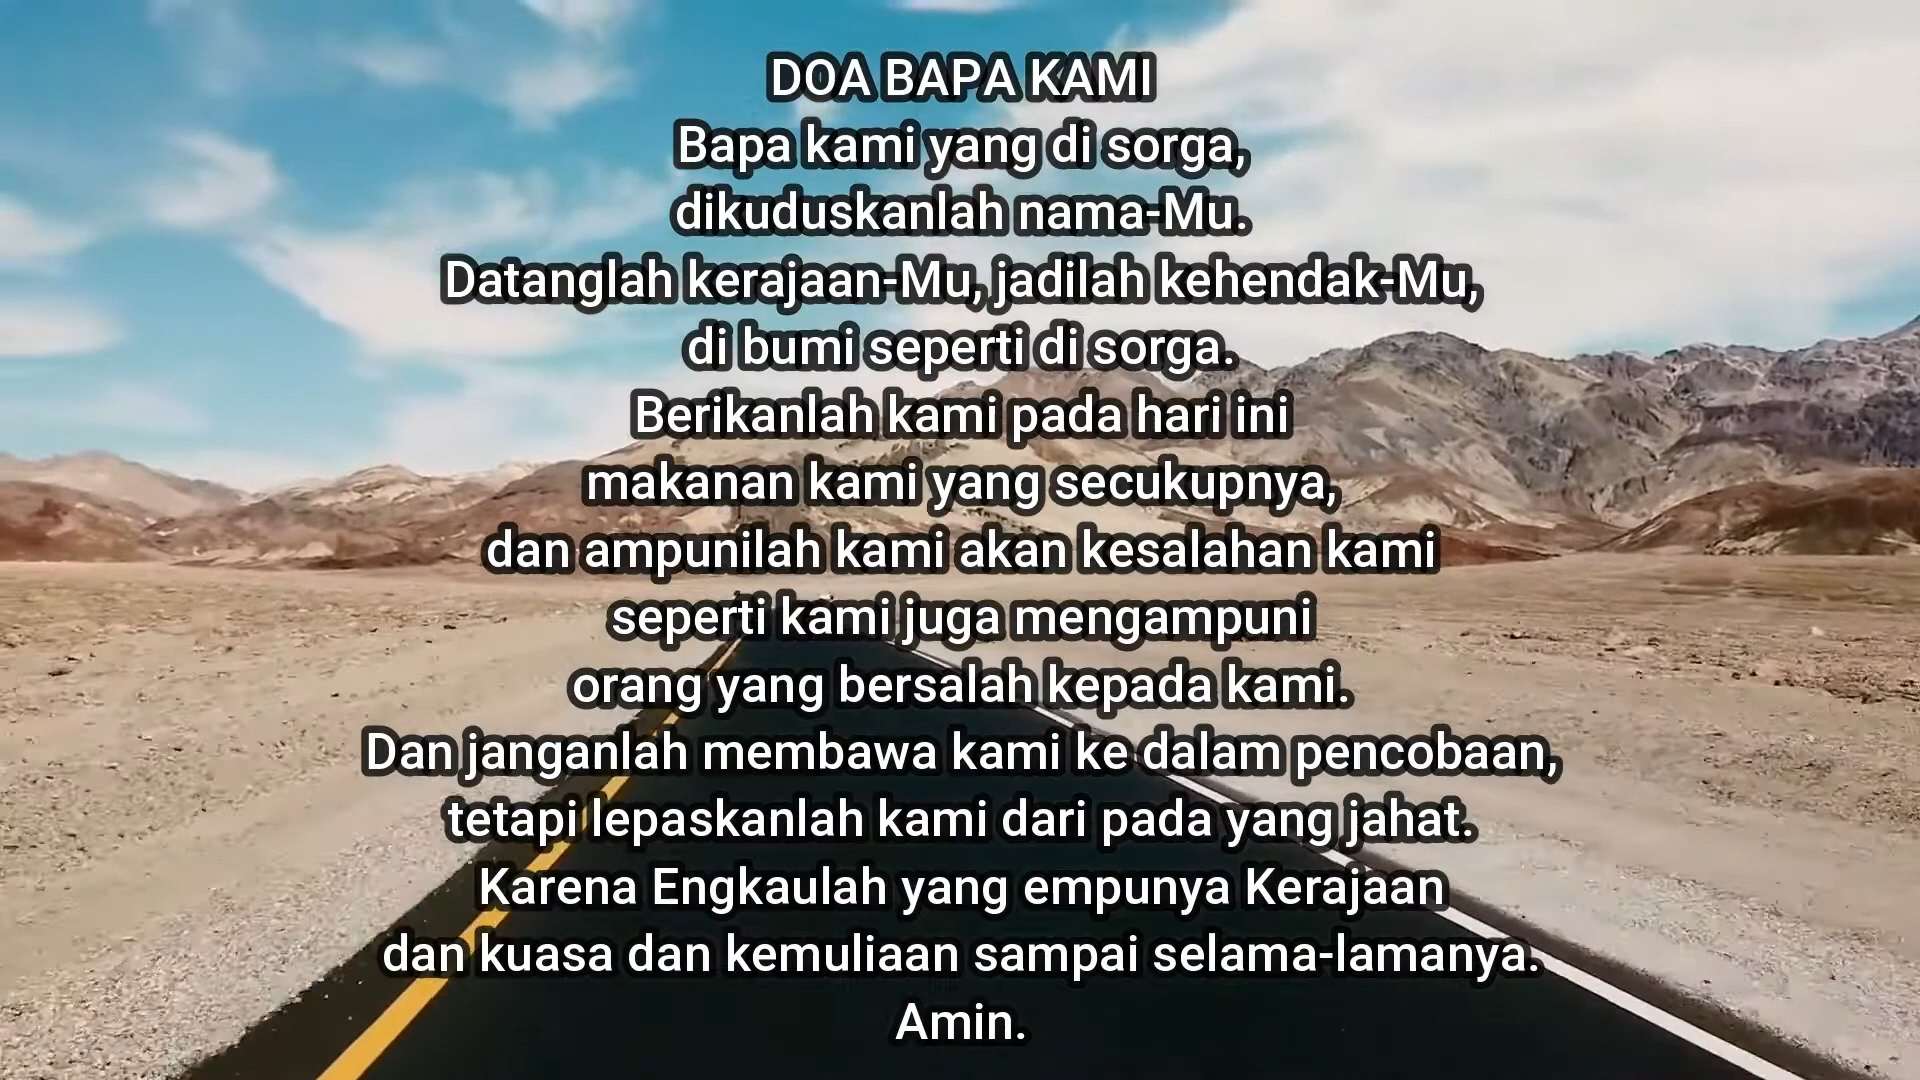 DOA BAPA KAMI
Bapa kami yang di sorga,
dikuduskanlah nama-Mu.
Datanglah kerajaan-Mu, jadilah kehendak-Mu,
di bumi seperti di sorga.
Berikanlah kami pada hari ini
makanan kami yang secukupnya,
dan ampunilah kami akan kesalahan kami
seperti kami juga mengampuni
orang yang bersalah kepada kami.
Dan janganlah membawa kami ke dalam pencobaan,
tetapi lepaskanlah kami dari pada yang jahat.
Karena Engkaulah yang empunya Kerajaan
dan kuasa dan kemuliaan sampai selama-lamanya.
Amin.